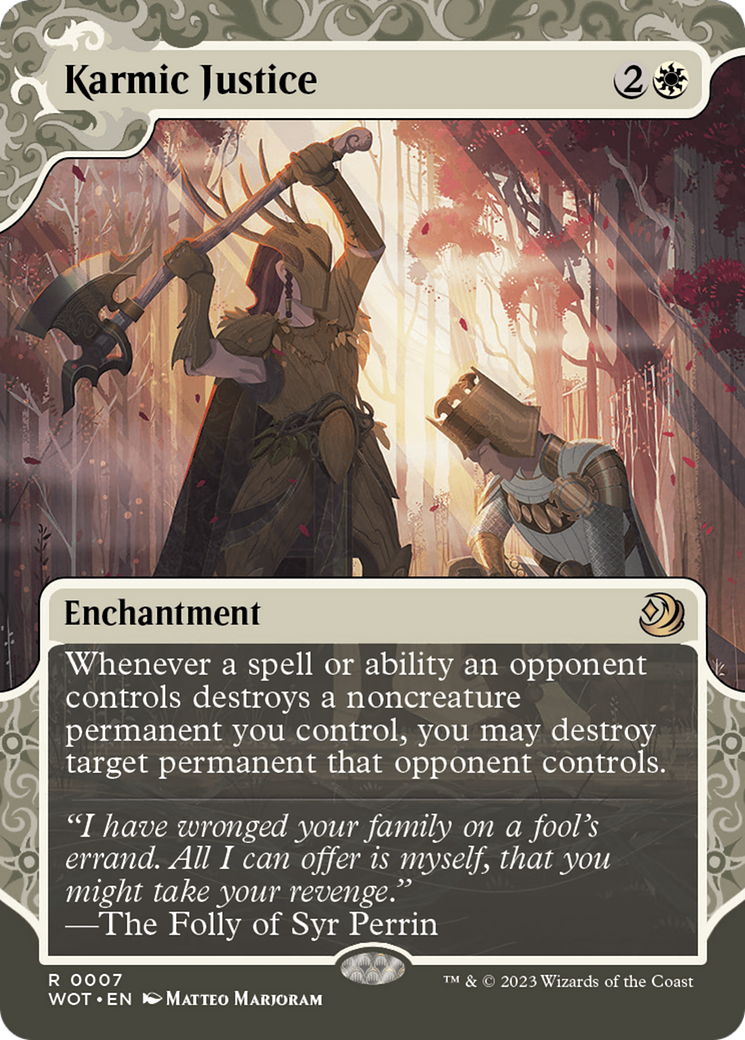 Karmic Justice 2
Enchantment
Whenever a spell or ability an opponent
controls destroys a noncreature
permanent you control, you may destroy
target permanent that opponent controls.
“I have wronged your family on a fool’s
errand. All I can offer is myself, that you
might take your revenge.”
—The Folly of Syr Perrin
R 0007
WOT • EN Matteo Marjoram
™ & © 2023 Wizards of the Coast